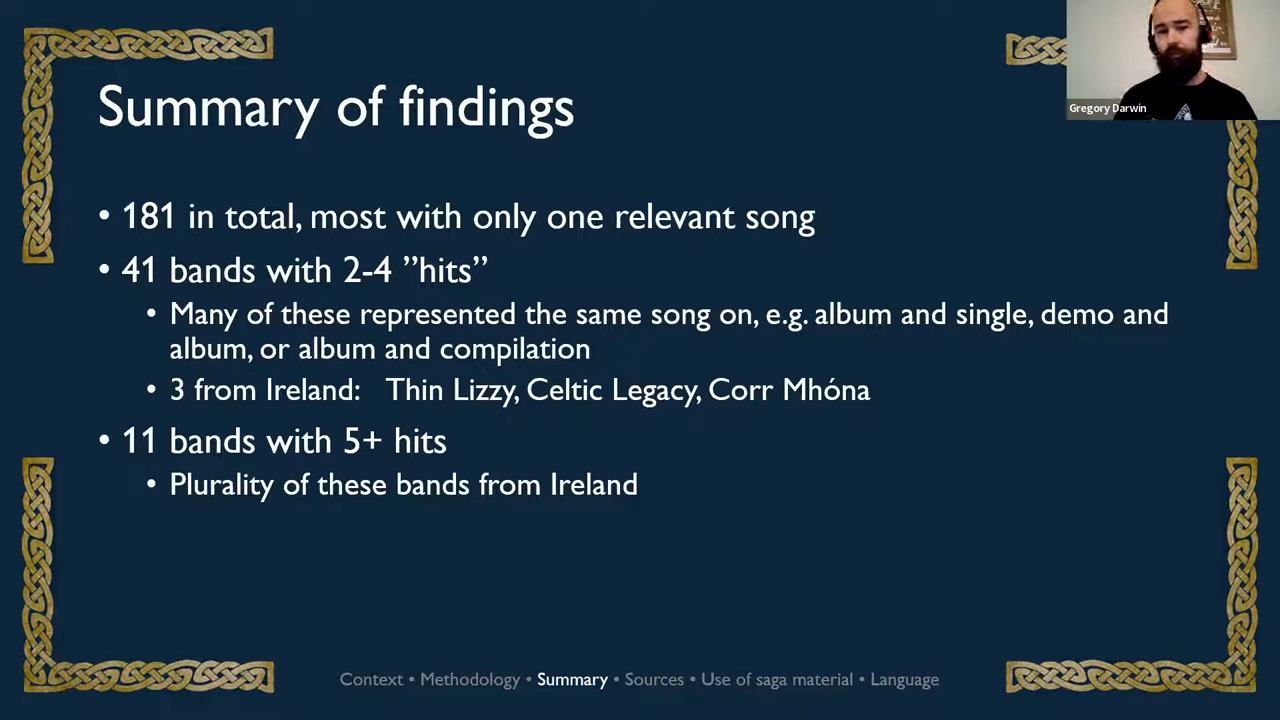 Gregory Darwin
Summary of findings
• 181 in total, most with only one relevant song
• 41 bands with 2-4 ”hits”
• Many of these represented the same song on, e.g. album and single, demo and
album, or album and compilation
• 3 from Ireland: Thin Lizzy, Celtic Legacy, Corr Mhóna
• 11 bands with 5+ hits
• Plurality of these bands from Ireland
Context • Methodology • Summary • Sources • Use of saga material • Language